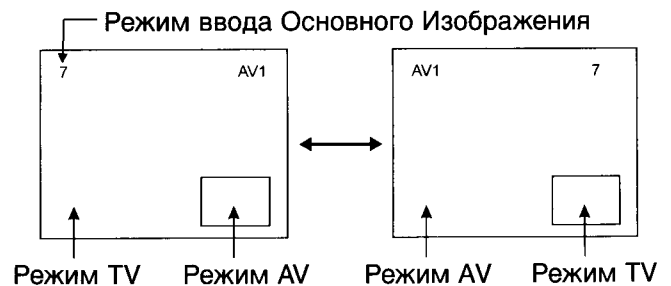 Режим ввода Основного Изображения
7 AV1 AV1 7
Режим TV Режим AV Режим AV Режим TV